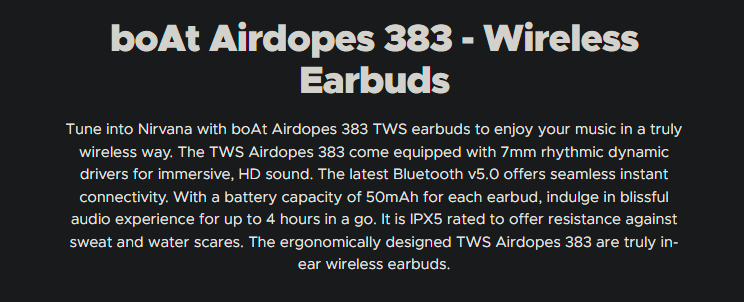 boAt Airdopes 383 - Wireless
Earbuds
Tune into Nirvana with boAt Airdopes 383 TWS earbuds to enjoy your music in a truly
wireless way. The TWS Airdopes 383 come equipped with 7mm rhythmic dynamic
drivers for immersive, HD sound. The latest Bluetooth v5.0 offers seamless instant
connectivity. With a battery capacity of 50mAh for each earbud, indulge in blissful
audio experience for up to 4 hours in a go. It is IPX5 rated to offer resistance against
sweat and water scares. The ergonomically designed TWS Airdopes 383 are truly in-
ear wireless earbuds.